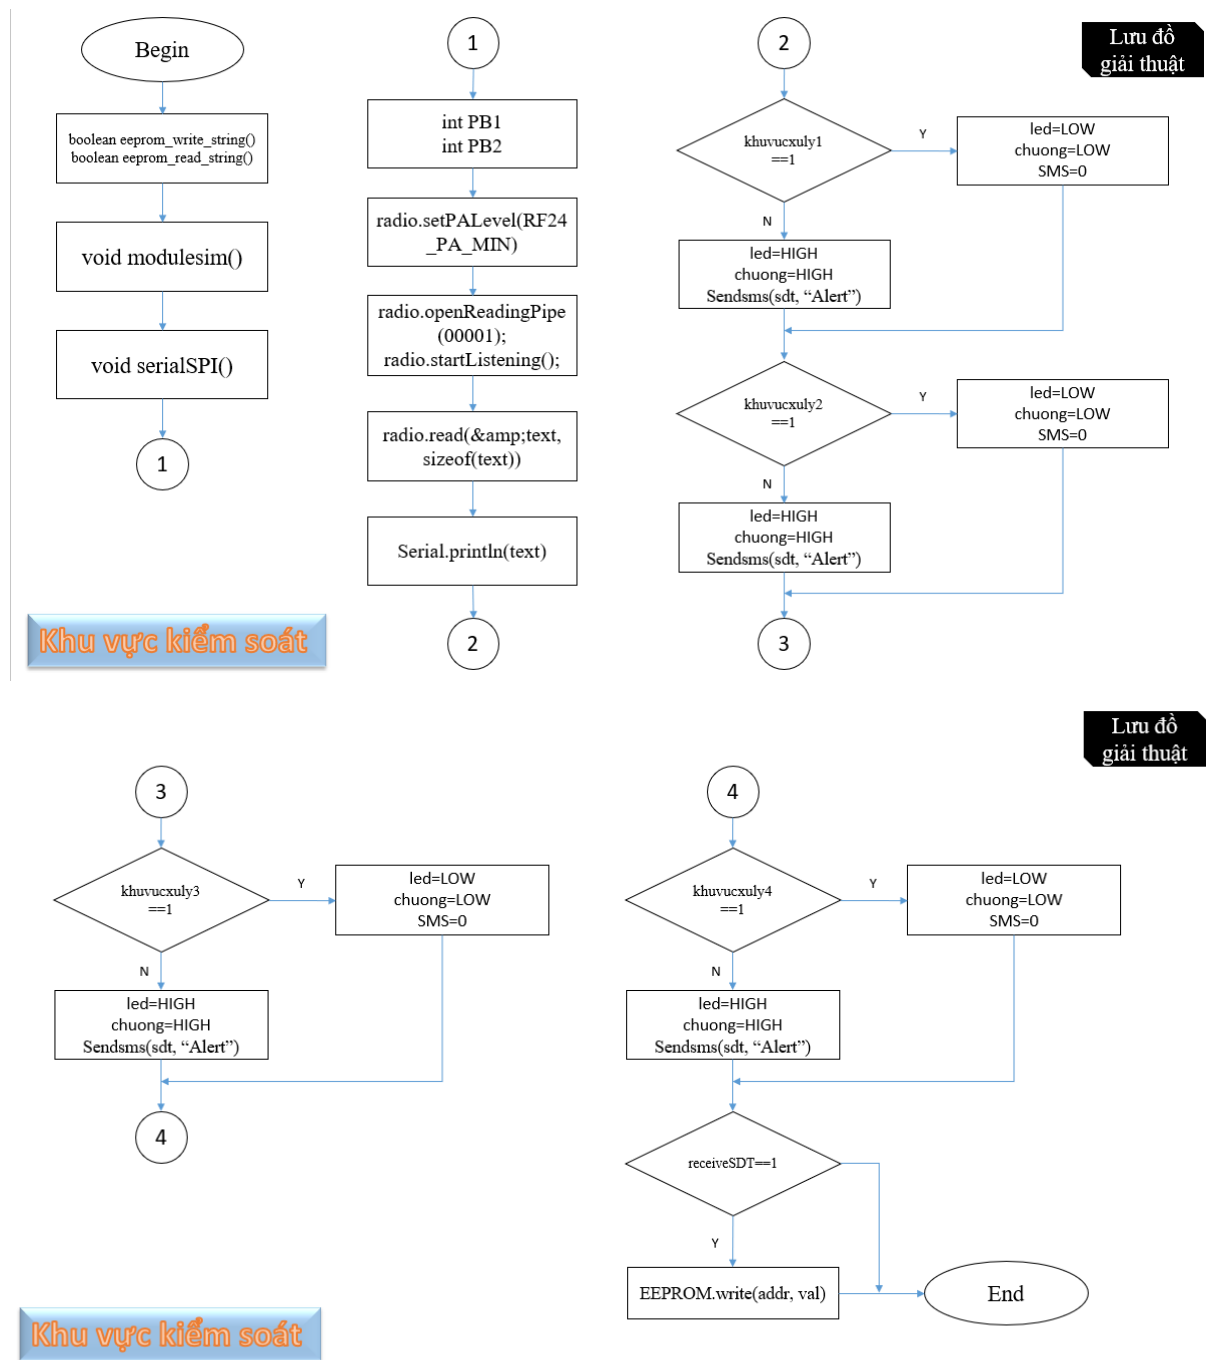 Begin
boolean eeprom_write_string()
boolean eeprom_read_string()
void modulesim()
void serialSPI()
1
Khu vực kiểm soát
1
int PB1
int PB2
radio.setPALevel(RF24
_PA_MIN)
radio.openReadingPipe
(00001);
radio.startListening();
radio.read(&amp;text,
sizeof(text))
Serial.println(text)
2
Lưu đồ
giải thuật
2
khuvucxuly1
==1
Y
led=LOW
chuong=LOW
SMS=0
N
led=HIGH
chuong=HIGH
Sendsms(sdt, “Alert”)
khuvucxuly2
==1
Y
led=LOW
chuong=LOW
SMS=0
N
led=HIGH
chuong=HIGH
Sendsms(sdt, “Alert”)
3
Lưu đồ
giải thuật
3
khuvucxuly3
==1
Y
led=LOW
chuong=LOW
SMS=0
N
led=HIGH
chuong=HIGH
Sendsms(sdt, “Alert”)
4
4
khuvucxuly4
==1
Y
led=LOW
chuong=LOW
SMS=0
N
led=HIGH
chuong=HIGH
Sendsms(sdt, “Alert”)
receiveSDT==1
Y
EEPROM.write(addr, val)
End
Khu vực kiểm soát